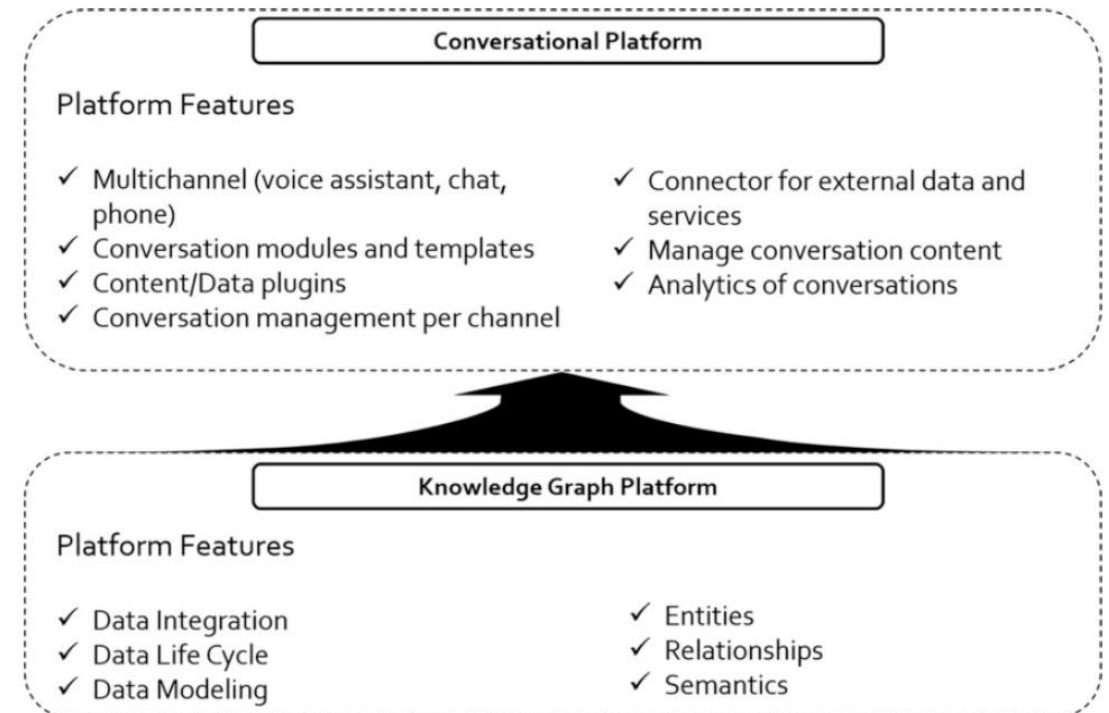 Conversational Platform
Platform Features
✓ Multichannel (voice assistant, chat,
phone)
✓ Conversation modules and templates
✓ Content/Data plugins
✓ Conversation management per channel
✓ Connector for external data and
services
✓ Manage conversation content
✓ Analytics of conversations
Knowledge Graph Platform
Platform Features
✓ Data Integration
✓ Data Life Cycle
✓ Data Modeling
✓ Entities
✓ Relationships
✓ Semantics